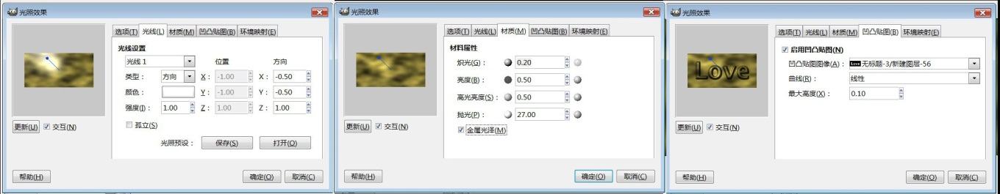 光照效果
选项(T) 光线(L) 材质(M) 凹凸贴图(B) 环境映射(E)
光线设置
光线 1 位置 方向
类型： 方向 X： -1.00 X： -0.50
颜色： Y： -1.00 Y： -0.50
强度(I)： 1.00 Z： 1.00 Z： 1.00
孤立(S)
更新(U) 交互(N)
光照预设： 保存(S) 打开(O)
帮助(H) 确定(O) 取消(C)
光照效果
选项(T) 光线(L) 材质(M) 凹凸贴图(B) 环境映射(E)
材料属性
炽光(G)： 0.20
亮度(B)： 0.50
高光亮度(S)： 0.50
抛光(P)： 27.00
更新(U) 交互(N)
金属光泽(M)
帮助(H) 确定(O) 取消(C)
光照效果
选项(T) 光线(L) 材质(M) 凹凸贴图(B) 环境映射(E)
启用凹凸贴图(N)
凹凸贴图图像(A)： Love 无标题-3/新建图层-56
Love
曲线(R)： 线性
最大高度(X)： 0.10
更新(U) 交互(N)
帮助(H) 确定(O) 取消(C)